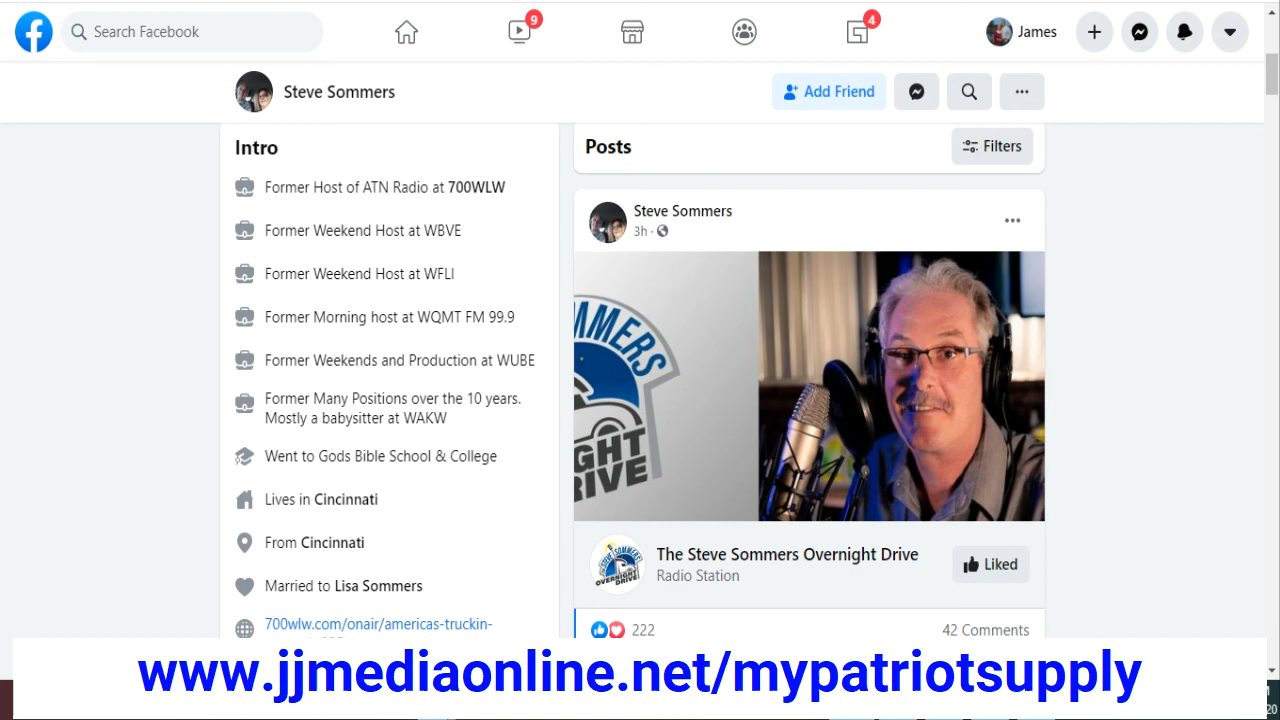 Search Facebook
9
4
James
Steve Sommers
Add Friend
Intro
Former Host of ATN Radio at 700WLW
Former Weekend Host at WBVE
Former Weekend Host at WFLI
Former Morning host at WQMT FM 99.9
Former Weekends and Production at WUBE
Former Many Positions over the 10 years.
Mostly a babysitter at WAKW
Went to Gods Bible School & College
Lives in Cincinnati
From Cincinnati
Married to Lisa Sommers
700wlw.com/onair/americas-truckin-
Posts
Filters
Steve Sommers
3h ·
MMERS
GHT
RIVE
The Steve Sommers Overnight Drive
Radio Station
Liked
222
42 Comments
www.jjmediaonline.net/mypatriotsupply
20